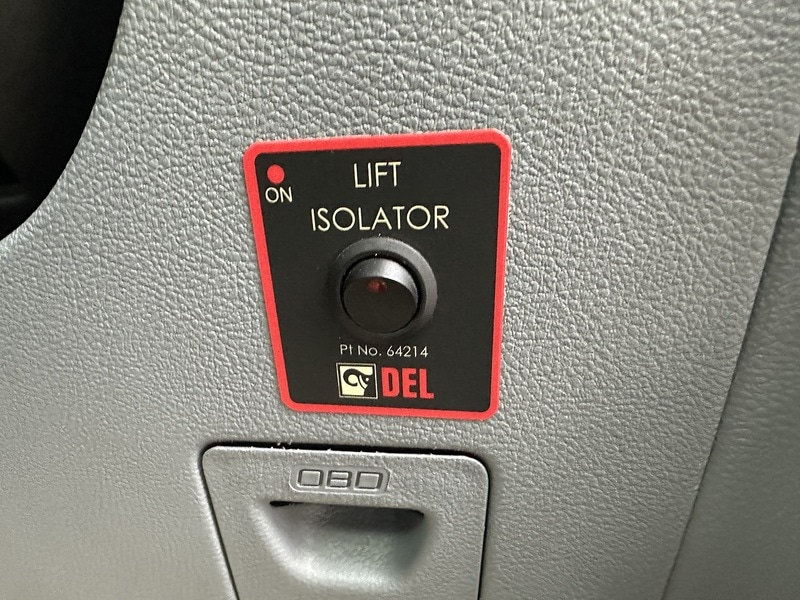 ON
LIFT
ISOLATOR
Pt No. 64214
DEL
OBD